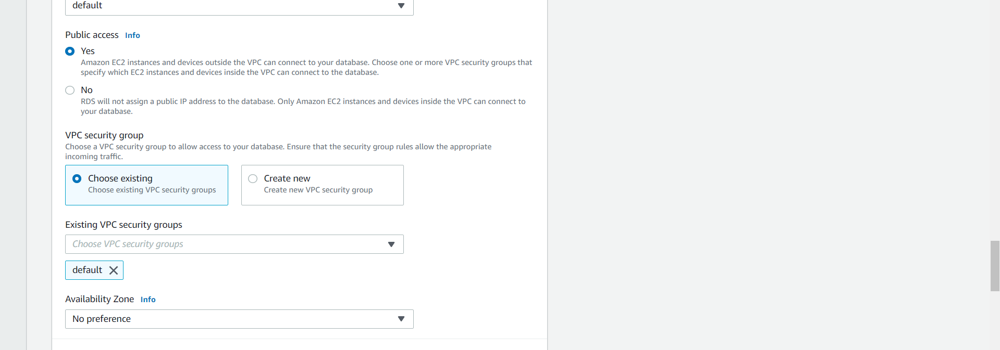 default
Public access Info
Yes
Amazon EC2 instances and devices outside the VPC can connect to your database. Choose one or more VPC security groups that
specify which EC2 instances and devices inside the VPC can connect to the database.
No
RDS will not assign a public IP address to the database. Only Amazon EC2 instances and devices inside the VPC can connect to
your database.
VPC security group
Choose a VPC security group to allow access to your database. Ensure that the security group rules allow the appropriate
incoming traffic.
Choose existing
Choose existing VPC security groups
Create new
Create new VPC security group
Existing VPC security groups
Choose VPC security groups
default
Availability Zone Info
No preference